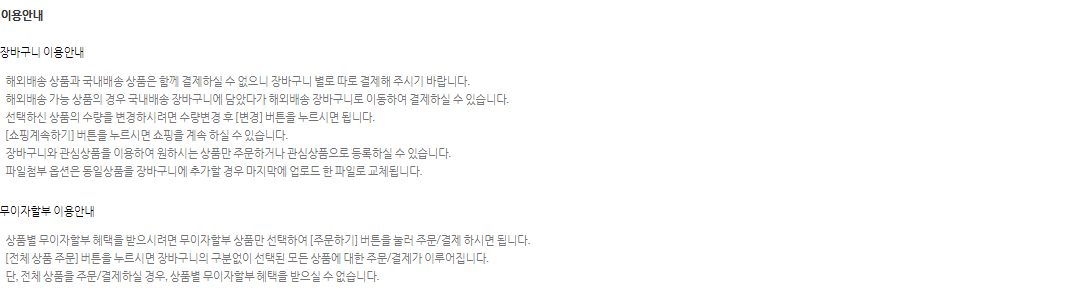 이용안내
장바구니 이용안내
해외배송 상품과 국내배송 상품은 함께 결제하실 수 없으니 장바구니 별로 따로 결제해 주시기 바랍니다.
해외배송 가능 상품의 경우 국내배송 장바구니에 담았다가 해외배송 장바구니로 이동하여 결제하실 수 있습니다.
선택하신 상품의 수량을 변경하시려면 수량변경 후 [변경] 버튼을 누르시면 됩니다.
[쇼핑계속하기] 버튼을 누르시면 쇼핑을 계속 하실 수 있습니다.
장바구니와 관심상품을 이용하여 원하시는 상품만 주문하거나 관심상품으로 등록하실 수 있습니다.
파일첨부 옵션은 동일상품을 장바구니에 추가할 경우 마지막에 업로드 한 파일로 교체됩니다.
무이자할부 이용안내
상품별 무이자할부 혜택을 받으시려면 무이자할부 상품만 선택하여 [주문하기] 버튼을 눌러 주문/결제 하시면 됩니다.
[전체 상품 주문] 버튼을 누르시면 장바구니의 구분없이 선택된 모든 상품에 대한 주문/결제가 이루어집니다.
단, 전체 상품을 주문/결제하실 경우, 상품별 무이자할부 혜택을 받으실 수 없습니다.